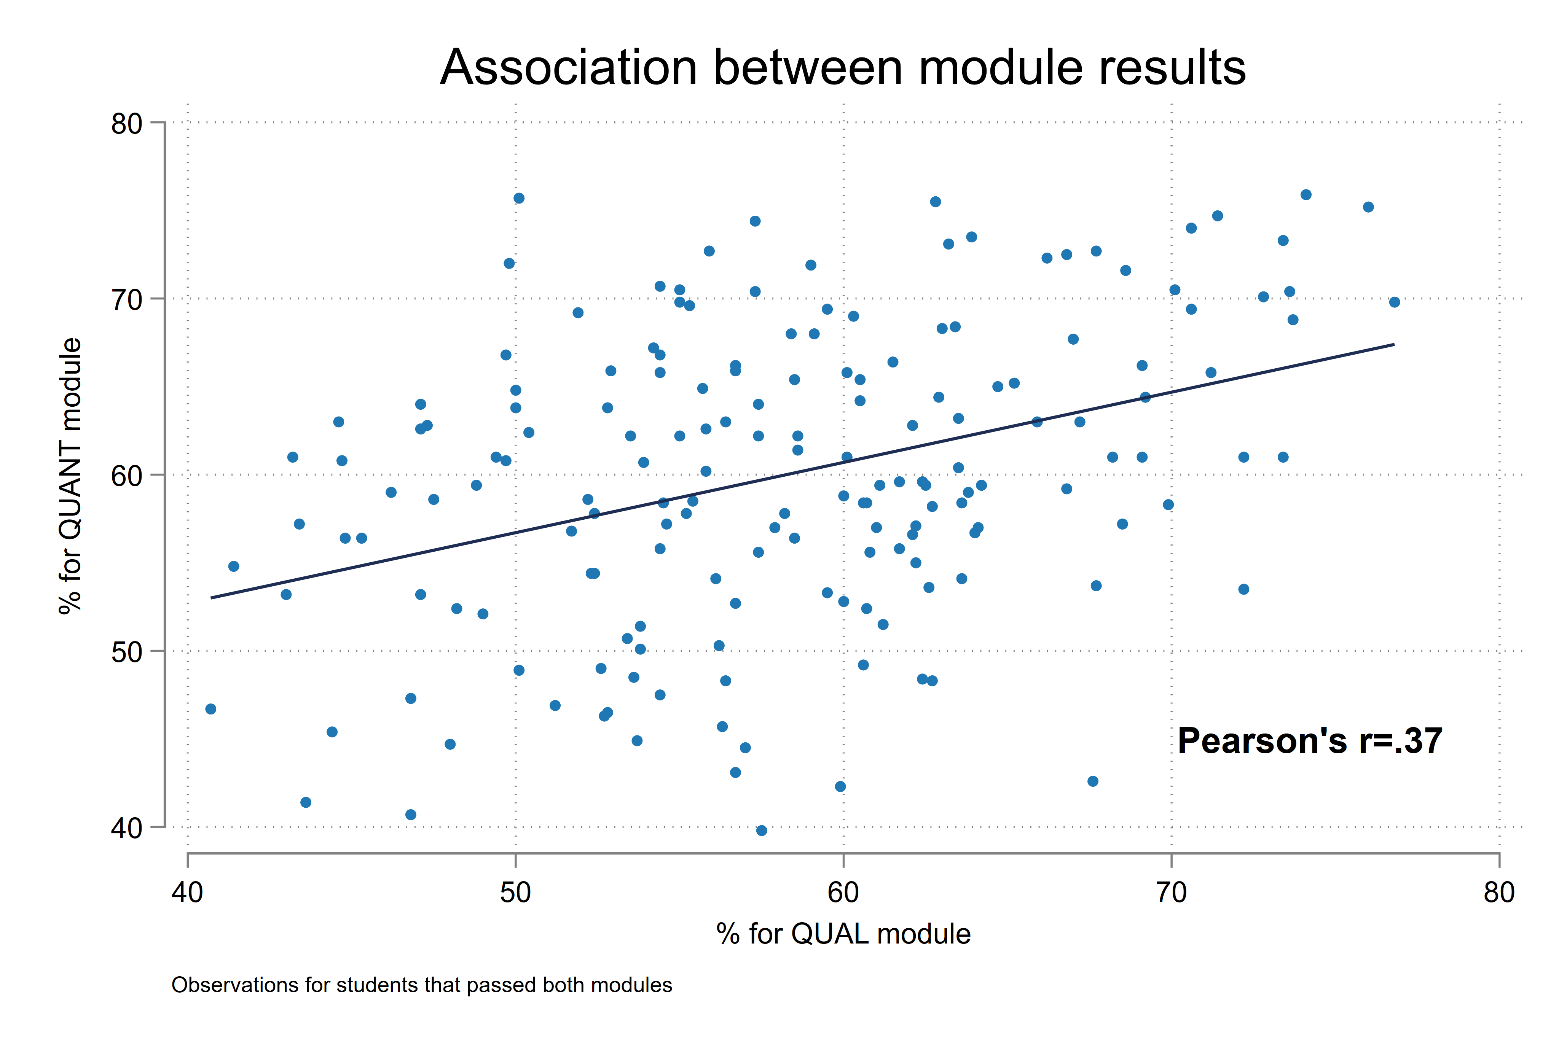 Association between module results
80
70
60
50
40
% for QUANT module
Pearson's r=.37
40 50 60 70 80
% for QUAL module
Observations for students that passed both modules